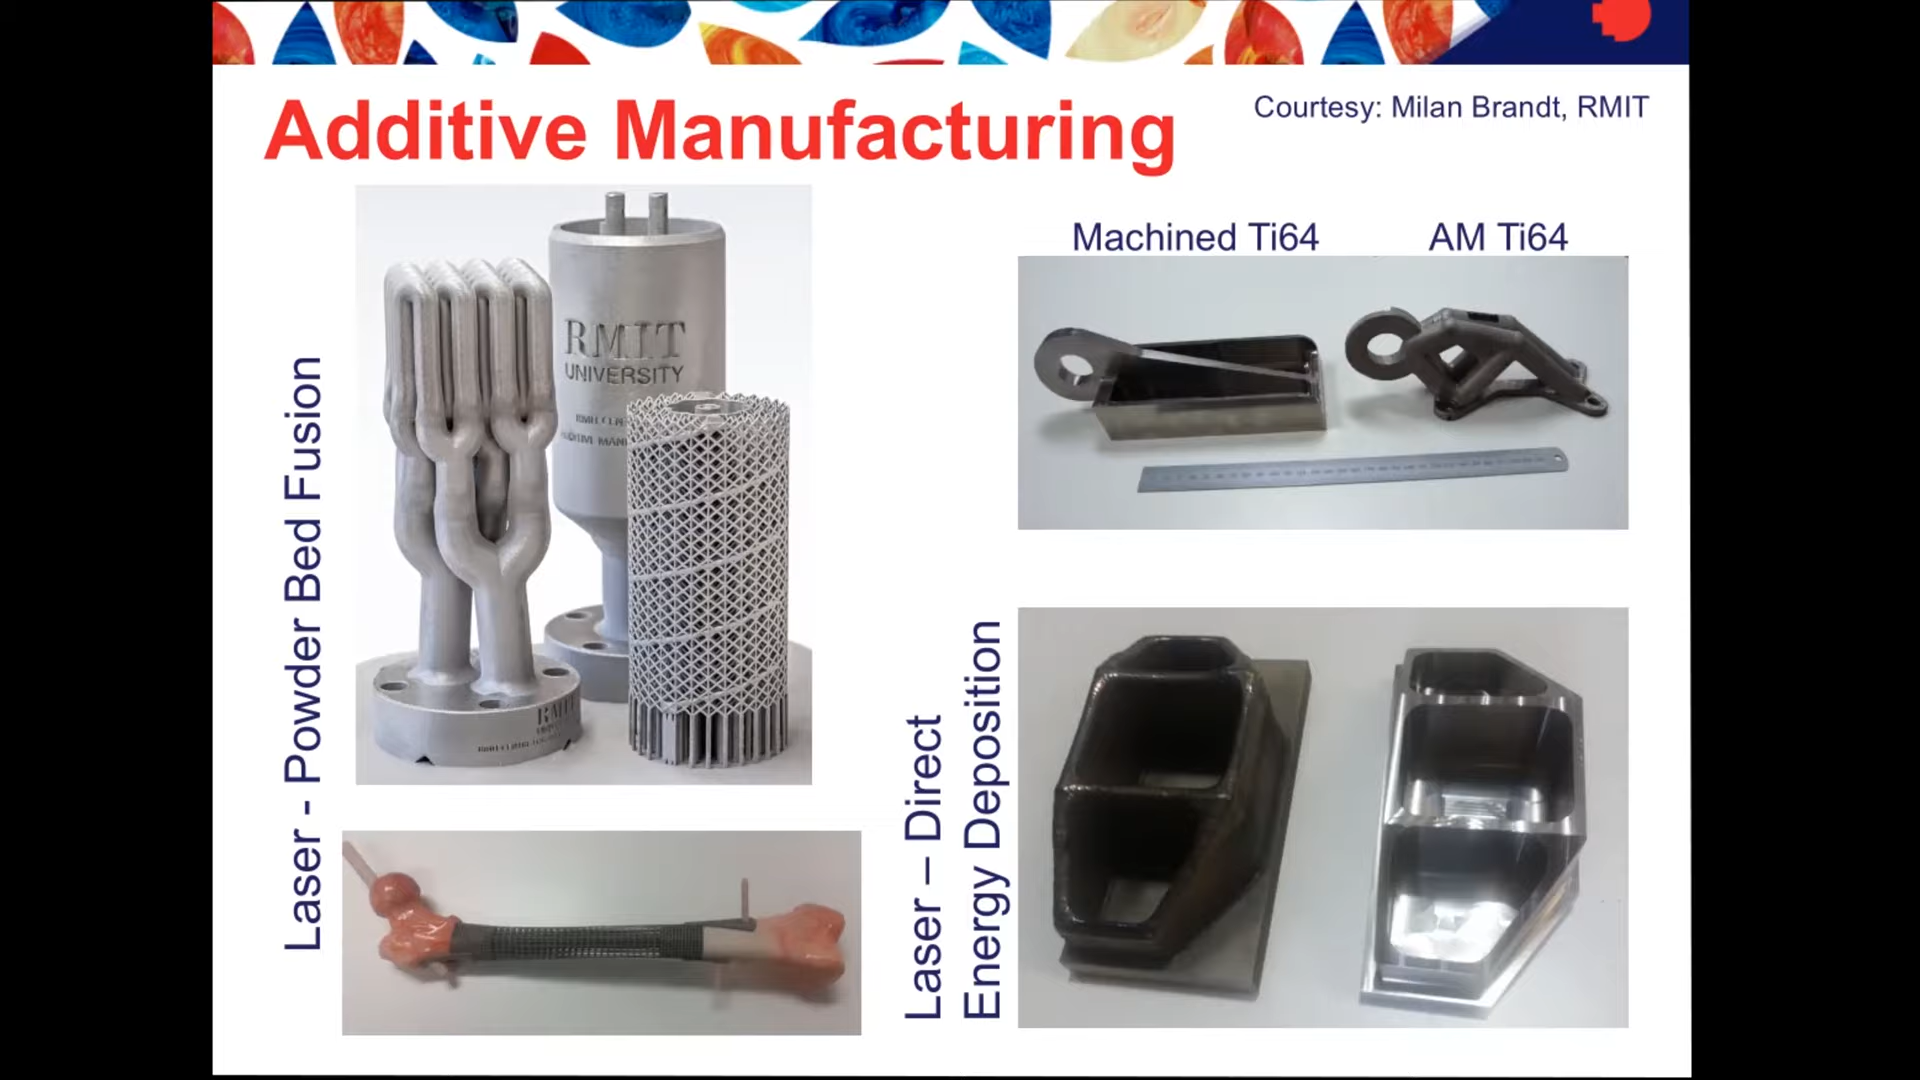 Additive Manufacturing
Courtesy: Milan Brandt, RMIT
Laser - Powder Bed Fusion
RMIT
UNIVERSITY
RMIT
Machined Ti64
AM Ti64
Laser – Direct
Energy Deposition